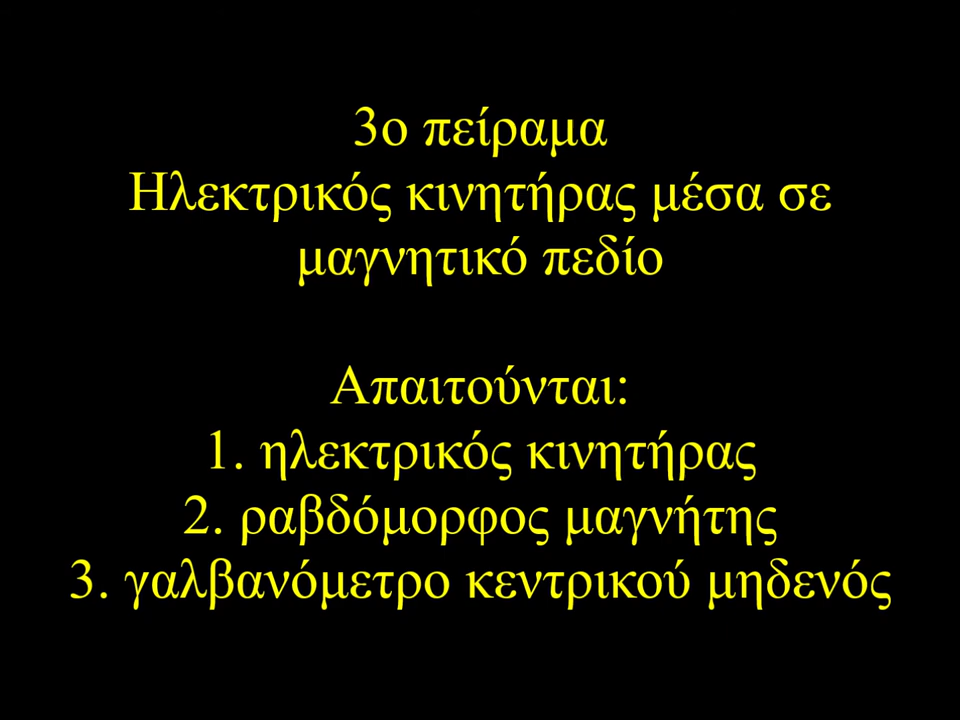 3ο πείραμα
Ηλεκτρικός κινητήρας μέσα σε
μαγνητικό πεδίο
Απαιτούνται:
1. ηλεκτρικός κινητήρας
2. ραβδόμορφος μαγνήτης
3. γαλβανόμετρο κεντρικού μηδενός